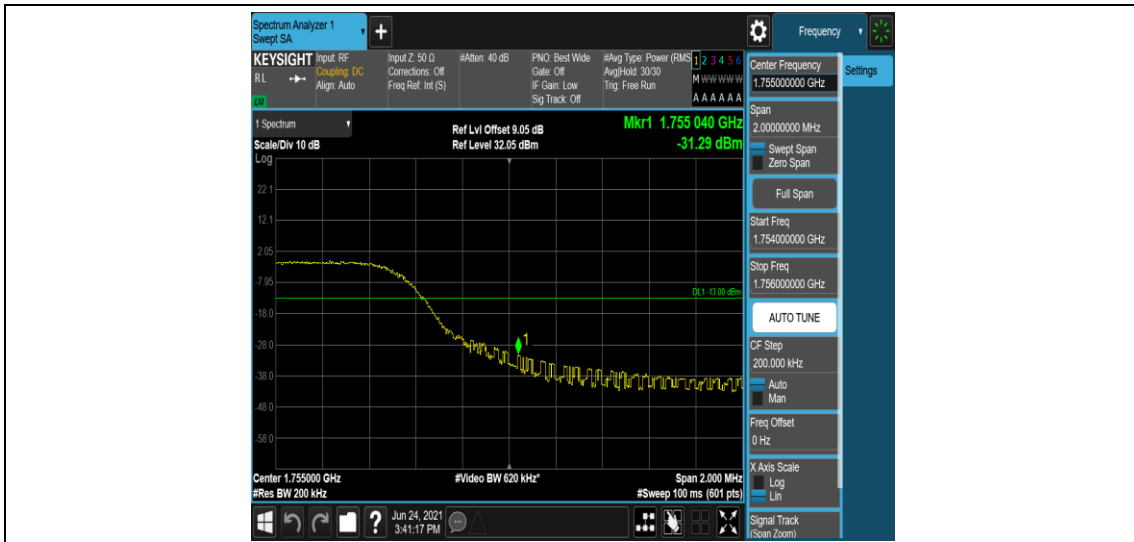 Spectrum Analyzer 1
Swept SA
+
Frequency
KEYSIGHT
RL
LXI
Input: RF
Coupling: DC
Align: Auto
Input Z: 50 Ω
Corrections: Off
Freq Ref: Int (S)
#Atten: 40 dB
PNO: Best Wide
Gate: Off
IF Gain: Low
Sig Track: Off
#Avg Type: Power (RMS
Avg|Hold: 30/30
Trig: Free Run
1 2 3 4 5 6
M W W W W W
A A A A A A
1 Spectrum
Scale/Div 10 dB
Ref Lvl Offset 9.05 dB
Ref Level 32.05 dBm
Mkr1 1.755 040 GHz
-31.29 dBm
Log
22.1
12.1
2.05
-7.95
-18.0
-28.0
-38.0
-48.0
-58.0
DL1 -13.00 dBm
1
Center 1.755000 GHz
#Res BW 200 kHz
#Video BW 620 kHz*
Span 2.000 MHz
#Sweep 100 ms (601 pts)
Center Frequency
1.755000000 GHz
Settings
Span
2.00000000 MHz
Swept Span
Zero Span
Full Span
Start Freq
1.754000000 GHz
Stop Freq
1.756000000 GHz
AUTO TUNE
CF Step
200.000 kHz
Auto
Man
Freq Offset
0 Hz
X Axis Scale
Log
Lin
Signal Track
(Span Zoom)
?
Jun 24, 2021
3:41:17 PM